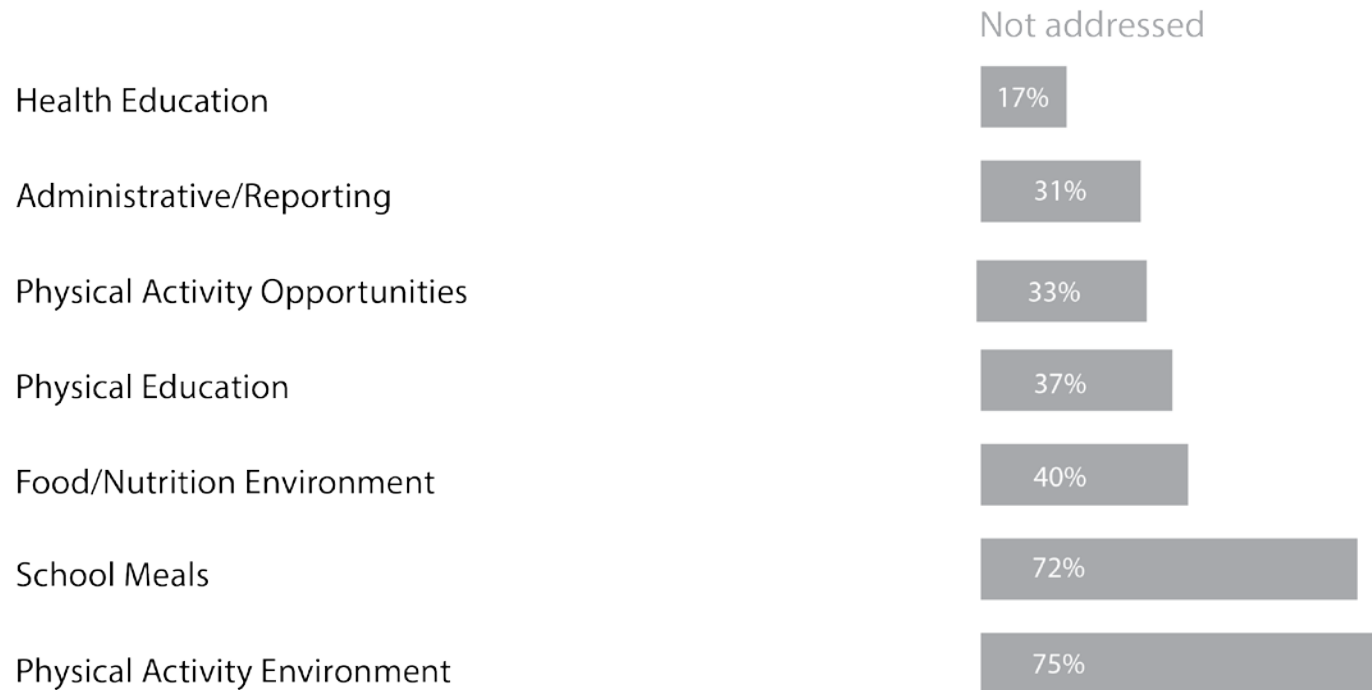 Not addressed
Health Education 17%
Administrative/Reporting 31%
Physical Activity Opportunities 33%
Physical Education 37%
Food/Nutrition Environment 40%
School Meals 72%
Physical Activity Environment 75%